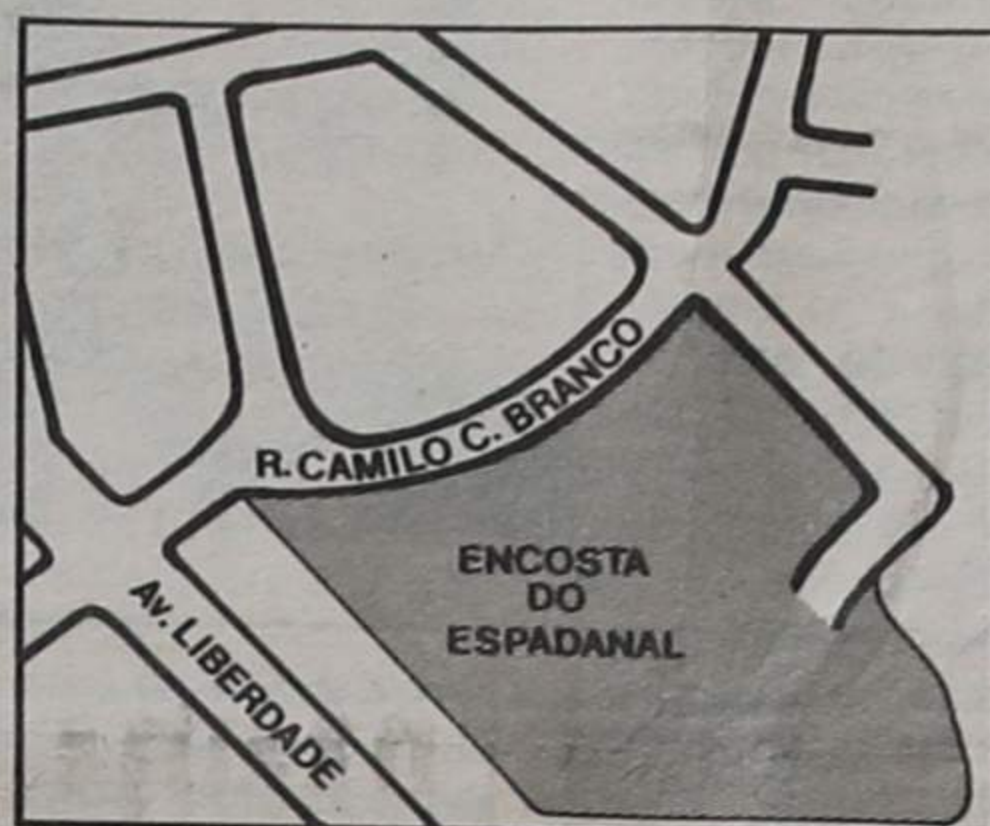 R. CAMILO C. BRANCO
ENCOSTA
DO
ESPADANAL
Av. LIBERDADE